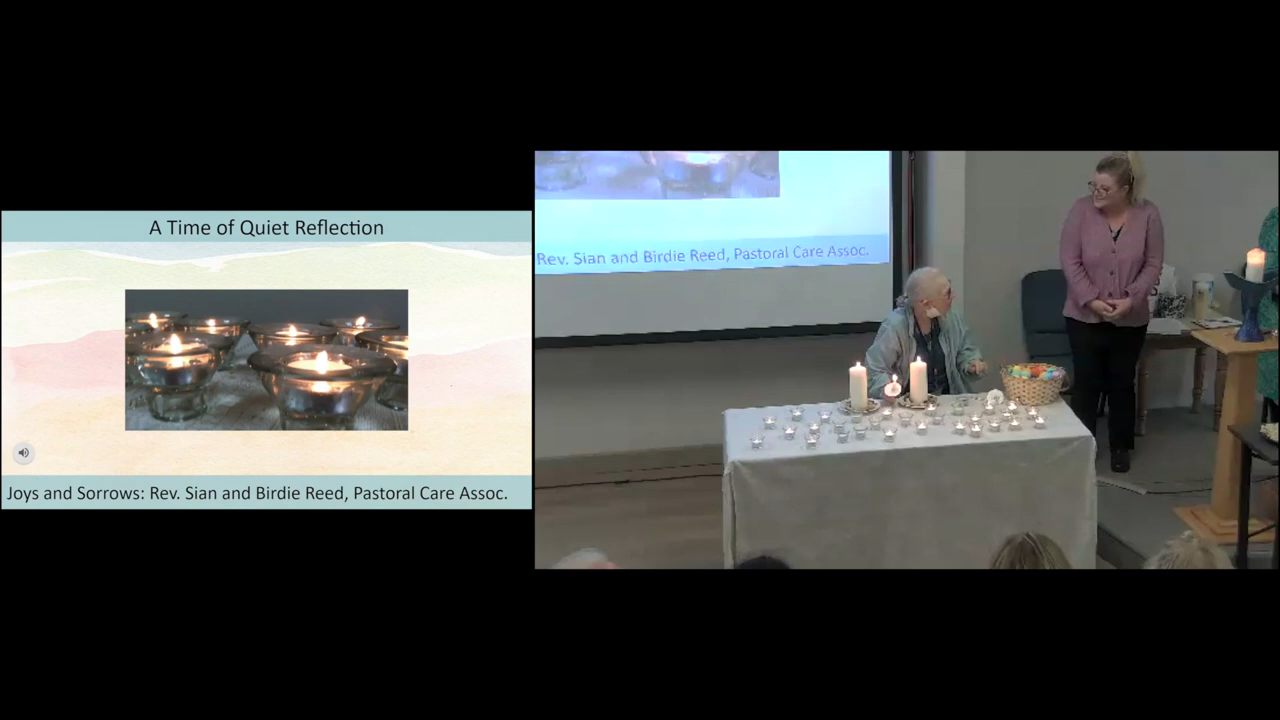 A Time of Quiet Reflection
Joys and Sorrows: Rev. Sian and Birdie Reed, Pastoral Care Assoc.
Rev. Sian and Birdie Reed, Pastoral Care Assoc.